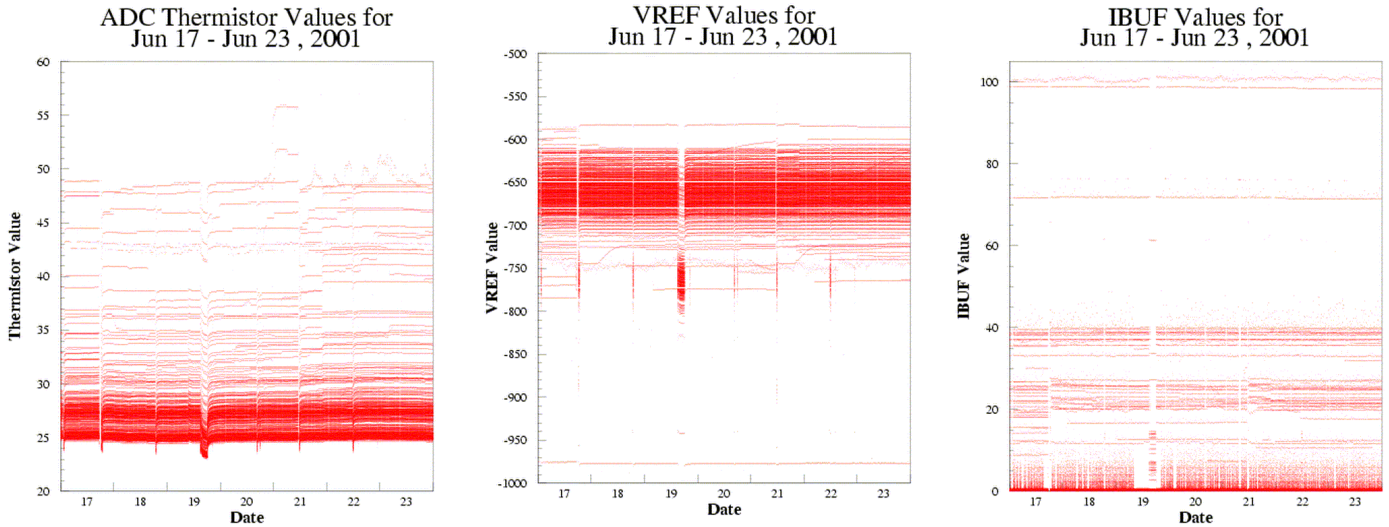 ADC Thermistor Values for
Jun 17 - Jun 23 , 2001
60
55
50
45
40
35
30
25
20
Thermistor Value
17 18 19 20 21 22 23
Date
VREF Values for
Jun 17 - Jun 23 , 2001
-500
-550
-600
-650
-700
-750
-800
-850
-900
-950
-1000
VREF Value
17 18 19 20 21 22 23
Date
IBUF Values for
Jun 17 - Jun 23 , 2001
100
80
60
40
20
0
IBUF Value
17 18 19 20 21 22 23
Date